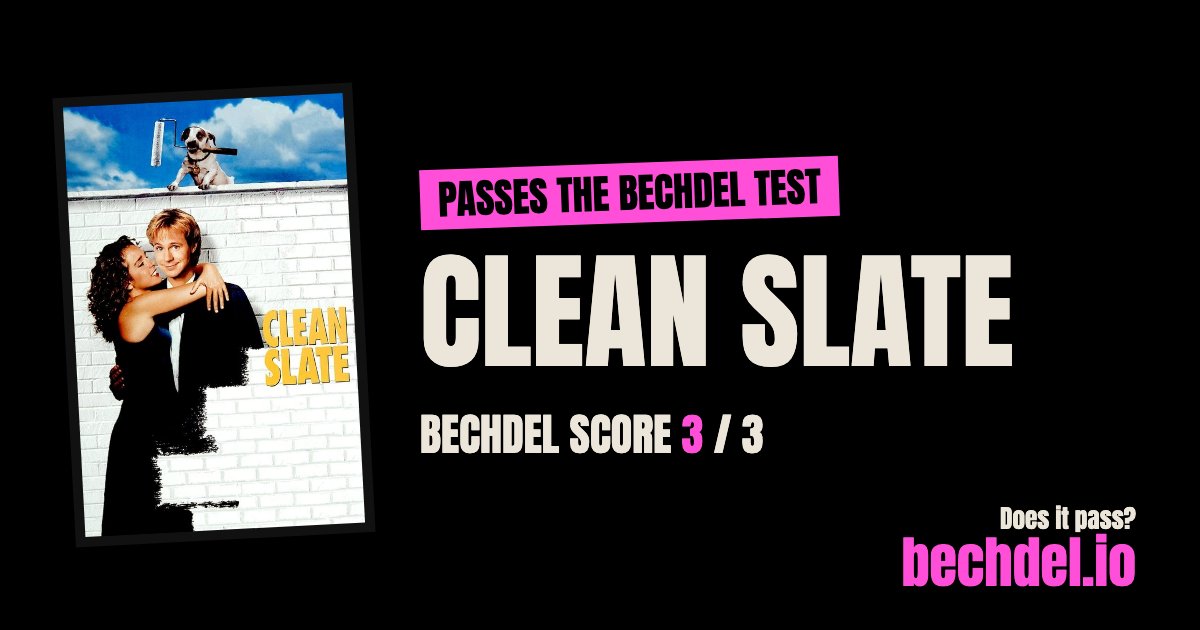 PASSES THE BECHDEL TEST
CLEAN SLATE
CLEAN
SLATE
BECHDEL SCORE 3 / 3
Does it pass?
bechdel.io